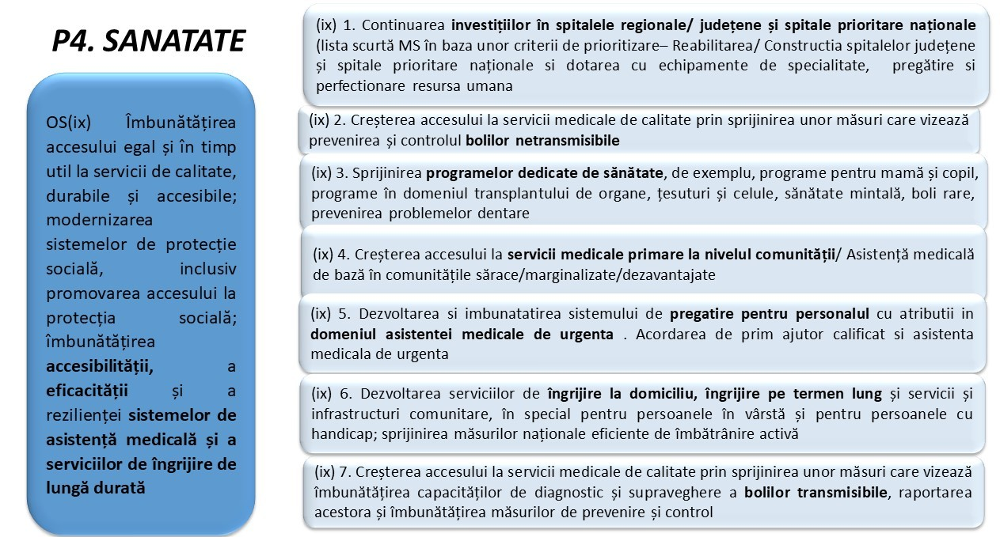 P4. SANATATE
OS(ix) Îmbunătățirea
accesului egal și în timp
util la servicii de calitate,
durabile și accesibile;
modernizarea
sistemelor de protecție
socială, inclusiv
promovarea accesului la
protecția socială;
îmbunătățirea
accesibilității, a
eficacității și a
rezilienței sistemelor de
asistență medicală și a
serviciilor de îngrijire de
lungă durată
(ix) 1. Continuarea investițiilor în spitalele regionale/ județene și spitale prioritare naționale
(lista scurtă MS în baza unor criterii de prioritizare– Reabilitarea/ Constructia spitalelor județene
și spitale prioritare naționale si dotarea cu echipamente de specialitate, pregătire si
perfectionare resursa umana
(ix) 2. Creșterea accesului la servicii medicale de calitate prin sprijinirea unor măsuri care vizează
prevenirea și controlul bolilor netransmisibile
(ix) 3. Sprijinirea programelor dedicate de sănătate, de exemplu, programe pentru mamă și copil,
programe în domeniul transplantului de organe, țesuturi și celule, sănătate mintală, boli rare,
prevenirea problemelor dentare
(ix) 4. Creșterea accesului la servicii medicale primare la nivelul comunității/ Asistență medicală
de bază în comunitățile sărace/marginalizate/dezavantajate
(ix) 5. Dezvoltarea si imbunatatirea sistemului de pregatire pentru personalul cu atributii in
domeniul asistentei medicale de urgenta . Acordarea de prim ajutor calificat si asistenta
medicala de urgenta
(ix) 6. Dezvoltarea serviciilor de îngrijire la domiciliu, îngrijire pe termen lung și servicii și
infrastructuri comunitare, în special pentru persoanele în vârstă și pentru persoanele cu
handicap; sprijinirea măsurilor naționale eficiente de îmbătrânire activă
(ix) 7. Creșterea accesului la servicii medicale de calitate prin sprijinirea unor măsuri care vizează
îmbunătățirea capacităților de diagnostic și supraveghere a bolilor transmisibile, raportarea
acestora și îmbunătățirea măsurilor de prevenire și control